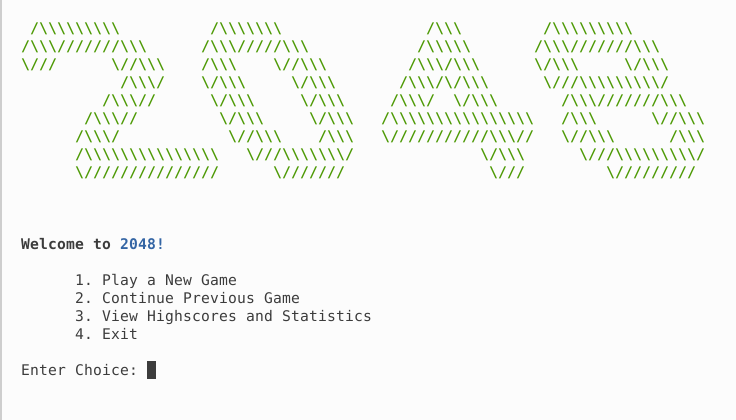 2048
Welcome to 2048!
1. Play a New Game
2. Continue Previous Game
3. View Highscores and Statistics
4. Exit
Enter Choice: